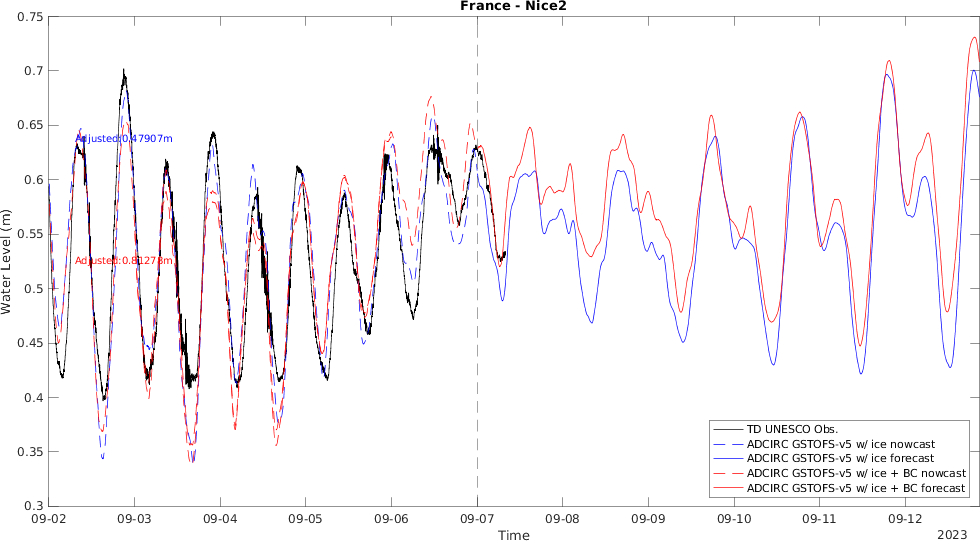 France - Nice2
0.75
0.7
0.65
0.6
0.55
0.5
0.45
0.4
0.35
0.3
Water Level (m)
Adjusted:0.47907m
Adjusted:0.81278m
TD UNESCO Obs.
ADCIRC GSTOFS-v5 w/ ice nowcast
ADCIRC GSTOFS-v5 w/ ice forecast
ADCIRC GSTOFS-v5 w/ ice + BC nowcast
ADCIRC GSTOFS-v5 w/ ice + BC forecast
09-02 09-03 09-04 09-05 09-06 09-07 09-08 09-09 09-10 09-11 09-12
Time
2023